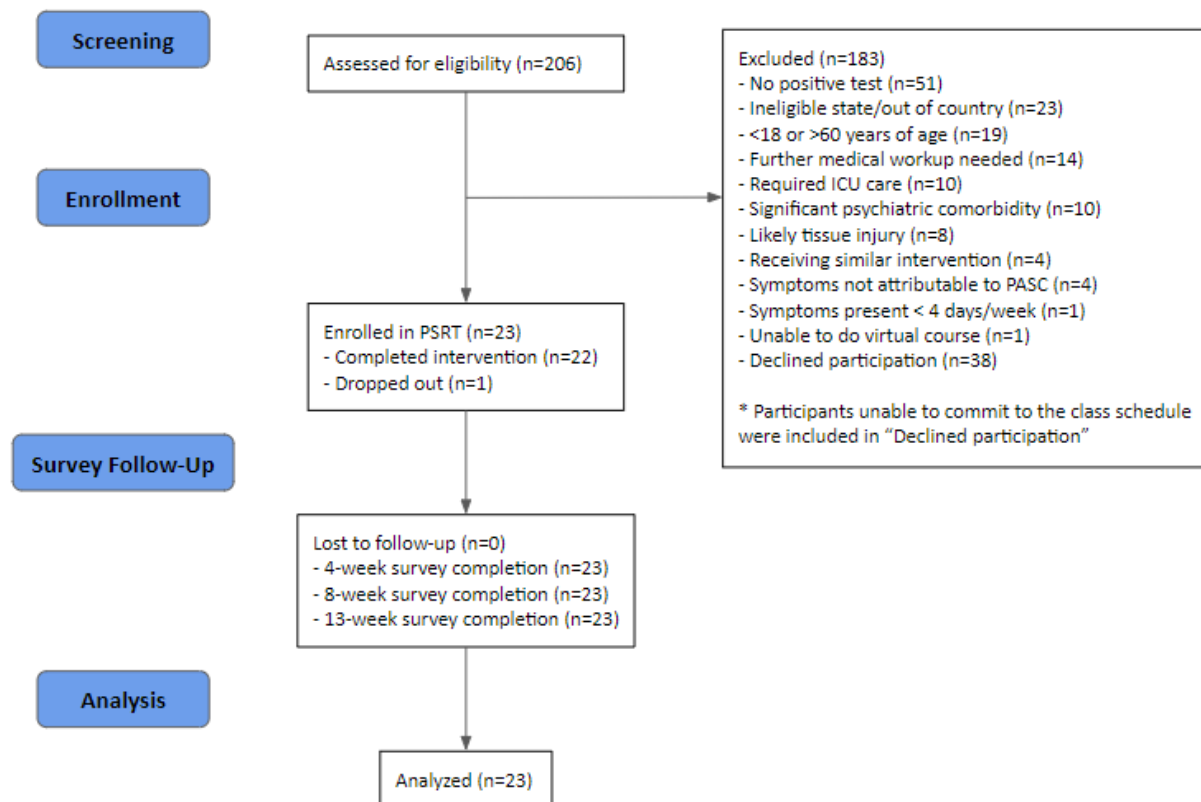 Screening
Assessed for eligibility (n=206)
Excluded (n=183)
- No positive test (n=51)
- Ineligible state/out of country (n=23)
- <18 or >60 years of age (n=19)
- Further medical workup needed (n=14)
- Required ICU care (n=10)
- Significant psychiatric comorbidity (n=10)
- Likely tissue injury (n=8)
- Receiving similar intervention (n=4)
- Symptoms not attributable to PASC (n=4)
- Symptoms present < 4 days/week (n=1)
- Unable to do virtual course (n=1)
- Declined participation (n=38)
* Participants unable to commit to the class schedule
were included in “Declined participation”
Enrollment
Enrolled in PSRT (n=23)
- Completed intervention (n=22)
- Dropped out (n=1)
Survey Follow-Up
Lost to follow-up (n=0)
- 4-week survey completion (n=23)
- 8-week survey completion (n=23)
- 13-week survey completion (n=23)
Analysis
Analyzed (n=23)